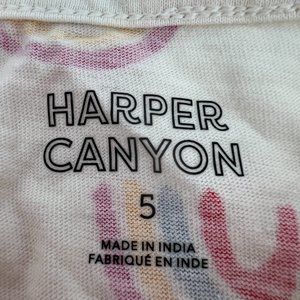 HARPER
CANYON
5
MADE IN INDIA
FABRIQUÉ EN INDE